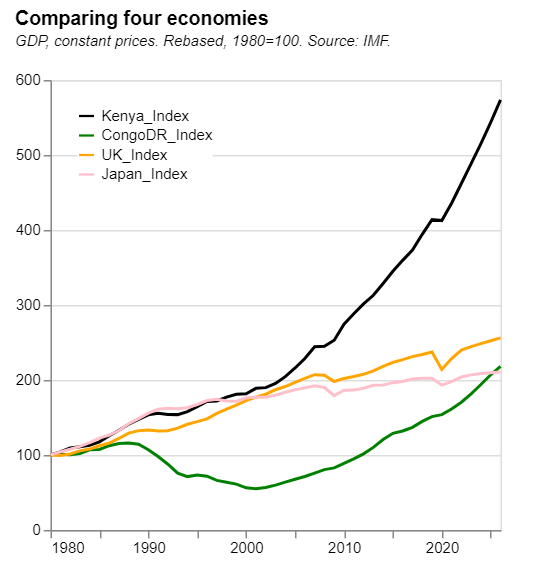 Comparing four economies
GDP, constant prices. Rebased, 1980=100. Source: IMF.
600
Kenya_Index
CongoDR_Index
UK_Index
Japan_Index
500
400
300
200
100
0
1980
1990
2000
2010
2020